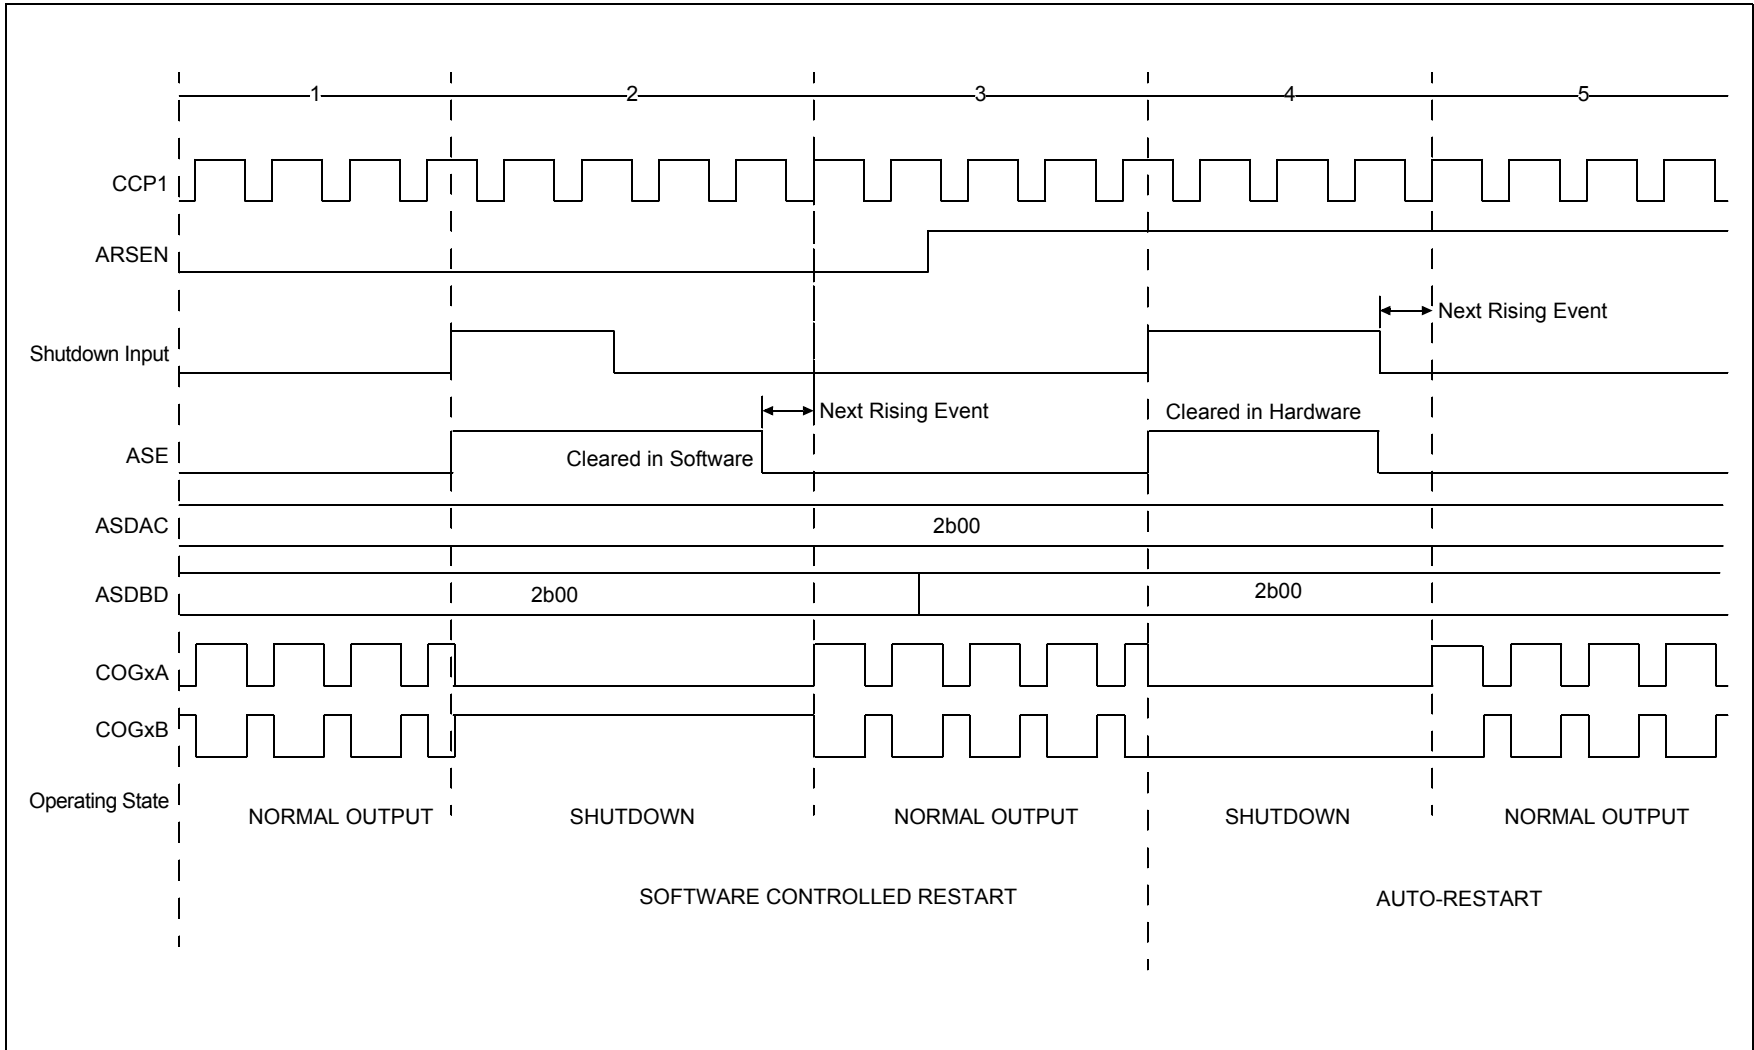 1 2 3 4 5
CCP1
ARSEN
Next Rising Event
Shutdown Input
Next Rising Event
Cleared in Hardware
ASE
Cleared in Software
ASDAC
2b00
ASDBD
2b00
2b00
COGxA
COGxB
Operating State
NORMAL OUTPUT
SHUTDOWN
NORMAL OUTPUT
SHUTDOWN
NORMAL OUTPUT
SOFTWARE CONTROLLED RESTART
AUTO-RESTART